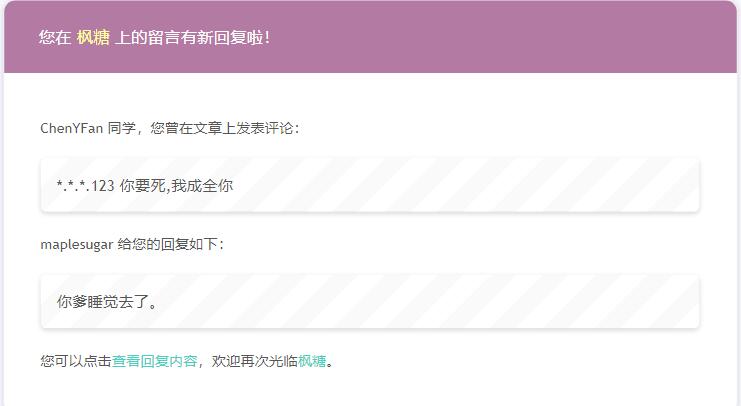 您在 枫糖 上的留言有新回复啦！
ChenYFan 同学，您曾在文章上发表评论：
*.*.*.123 你要死,我成全你
maplesugar 给您的回复如下：
你爹睡觉去了。
您可以点击查看回复内容，欢迎再次光临枫糖。